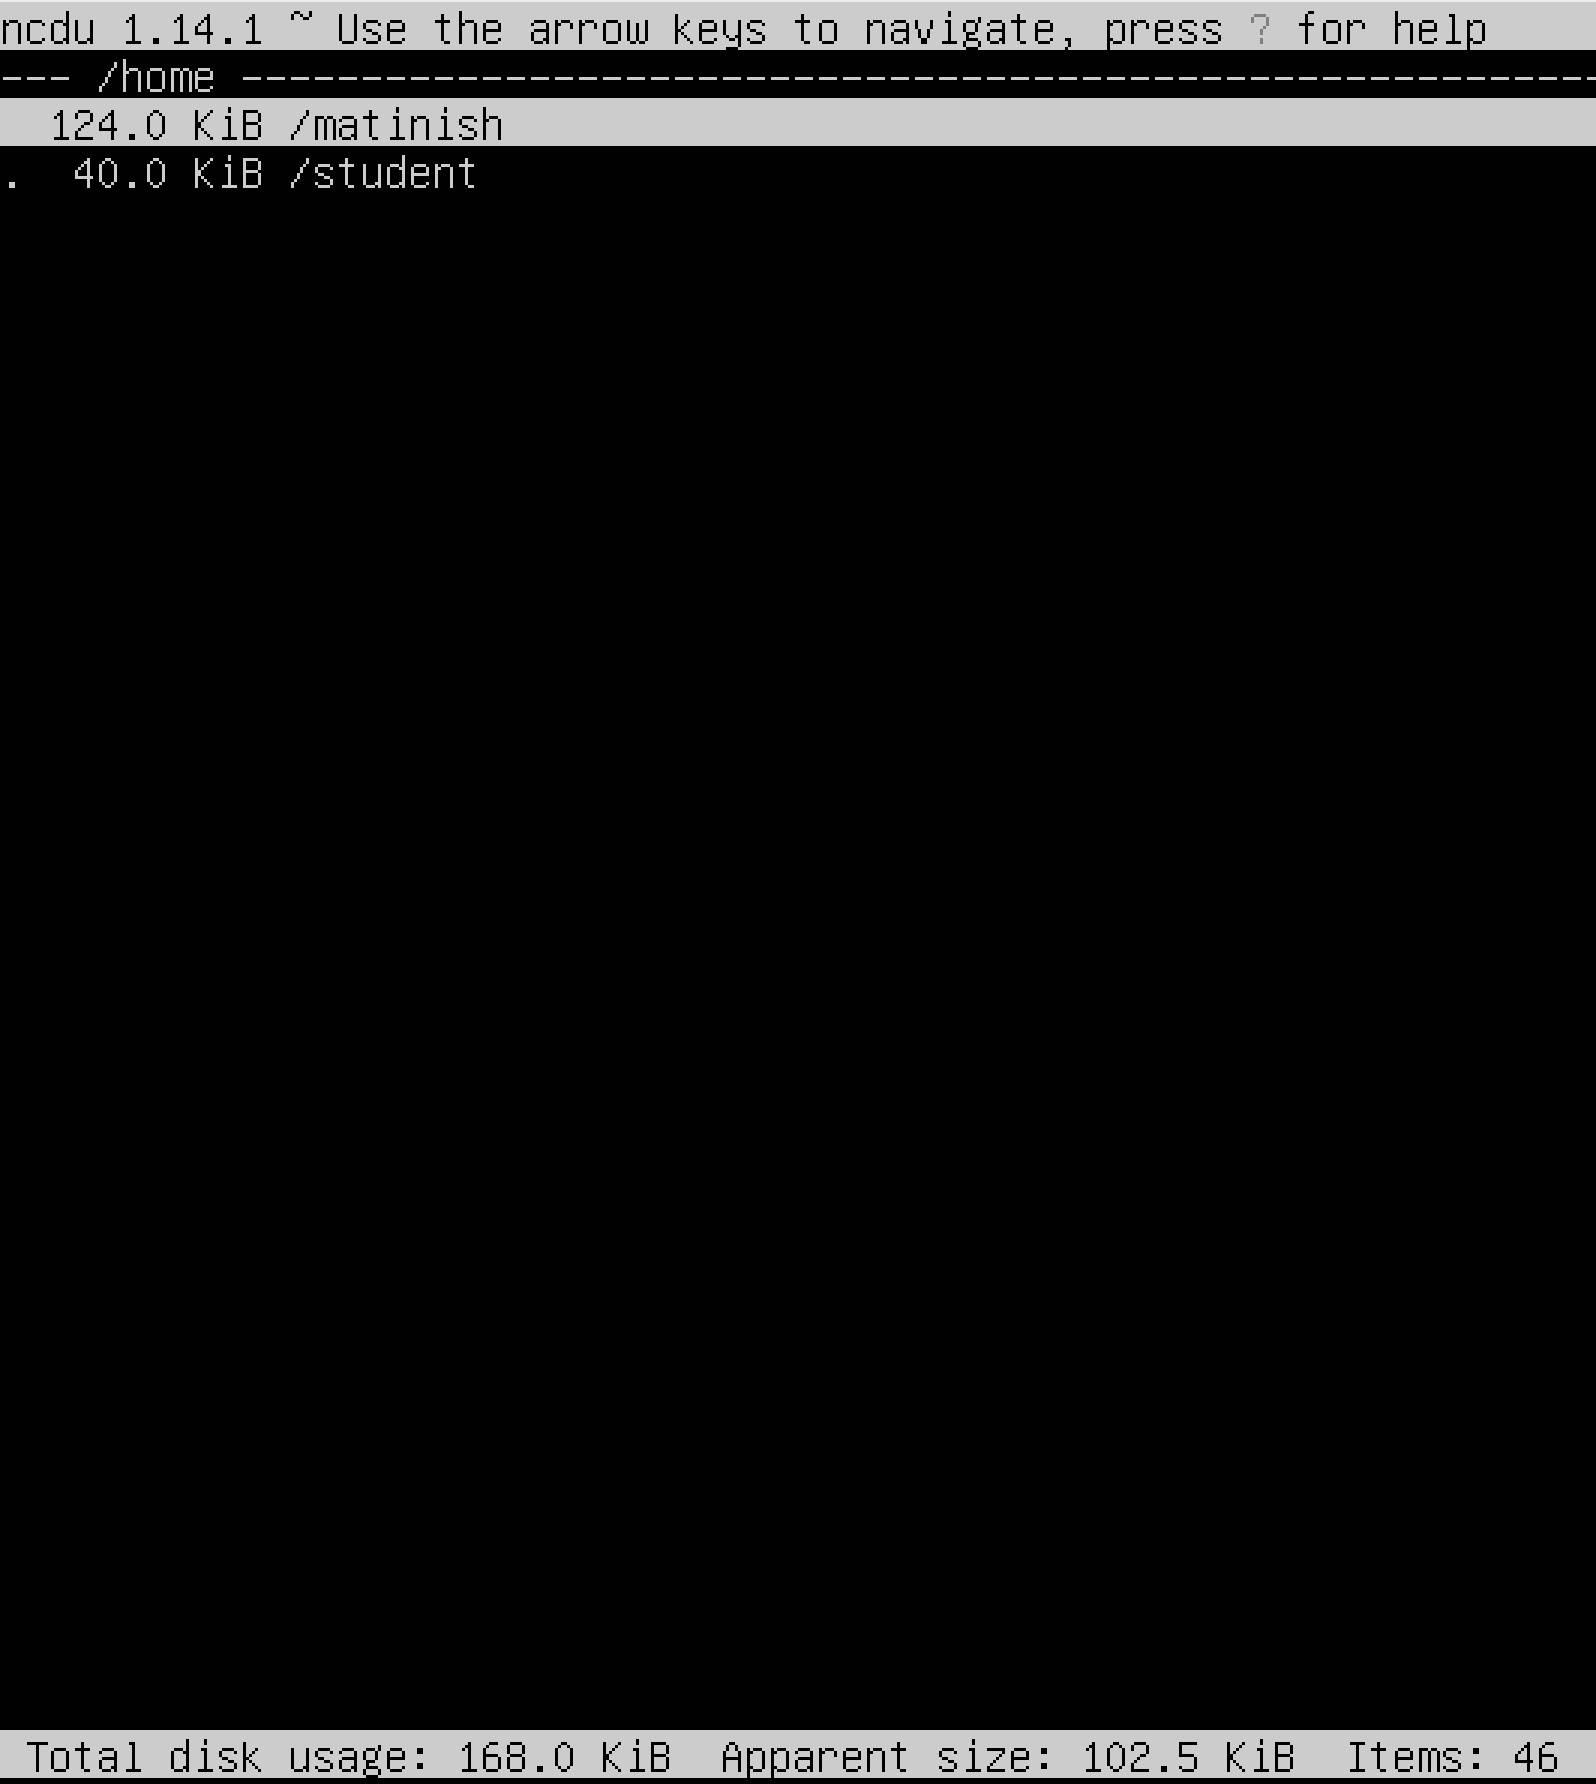 ncdu 1.14.1 ~ Use the arrow keys to navigate, press ? for help
--- /home ---------------------------------------------------------
  124.0 KiB /matinish
.  40.0 KiB /student
Total disk usage: 168.0 KiB  Apparent size: 102.5 KiB  Items: 46